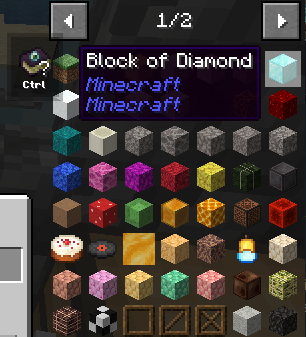 1/2
Block of Diamond
Minecraft
Minecraft
Ctrl